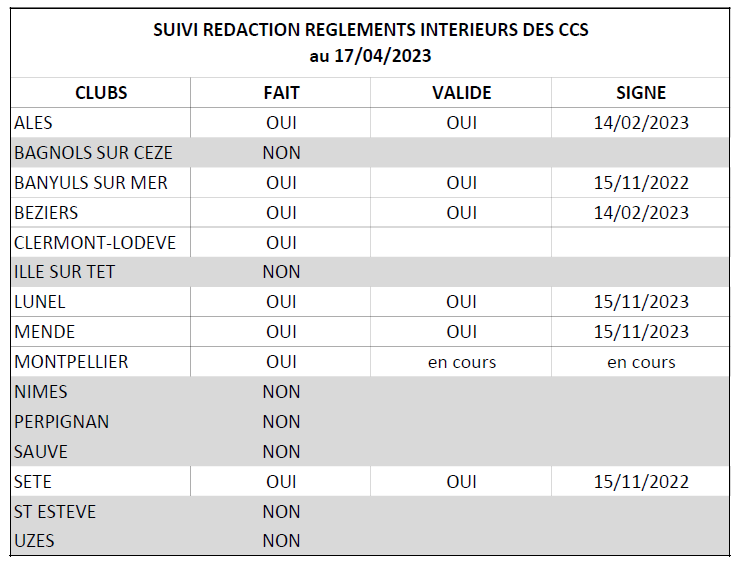 SUIVI REDACTION REGLEMENTS INTERIEURS DES CCS
au 17/04/2023
CLUBS FAIT VALIDE SIGNE
ALES OUI OUI 14/02/2023
BAGNOLS SUR CEZE NON
BANYULS SUR MER OUI OUI 15/11/2022
BEZIERS OUI OUI 14/02/2023
CLERMONT-LODEVE OUI
ILLE SUR TET NON
LUNEL OUI OUI 15/11/2023
MENDE OUI OUI 15/11/2023
MONTPELLIER OUI en cours en cours
NIMES NON
PERPIGNAN NON
SAUVE NON
SETE OUI OUI 15/11/2022
ST ESTEVE NON
UZES NON